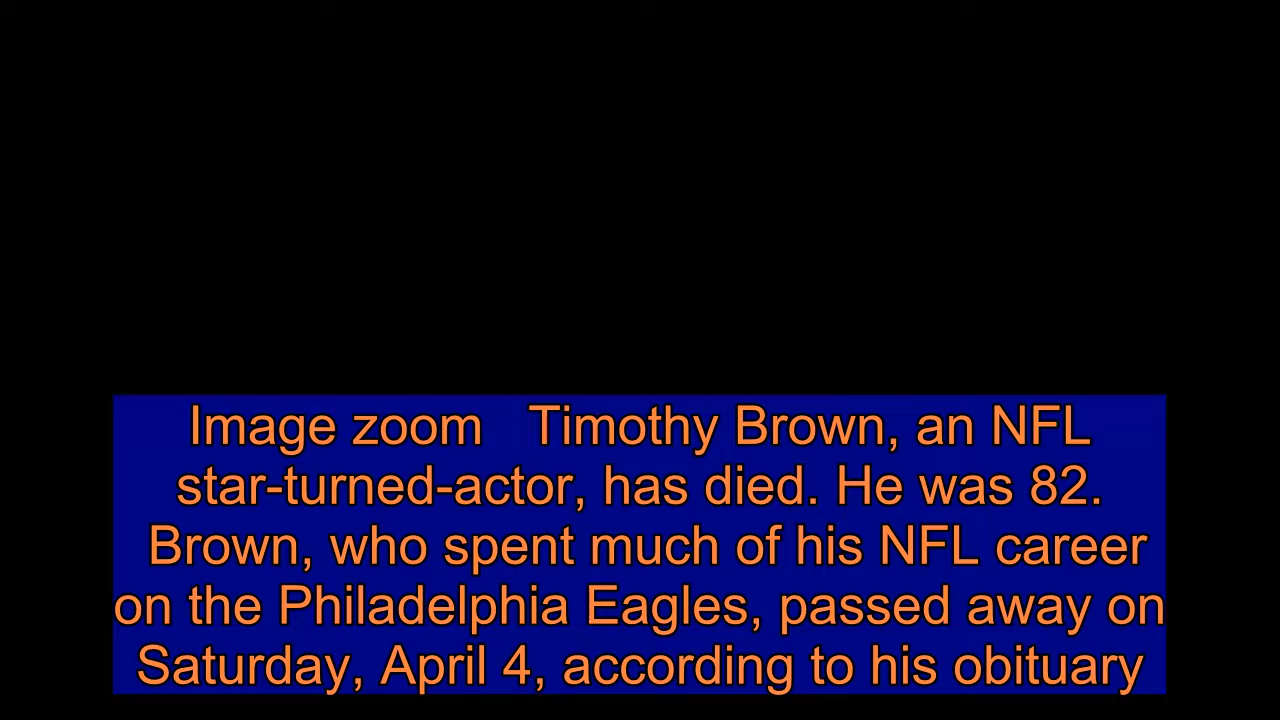 Image zoom   Timothy Brown, an NFL
star-turned-actor, has died. He was 82.
Brown, who spent much of his NFL career
on the Philadelphia Eagles, passed away on
Saturday, April 4, according to his obituary